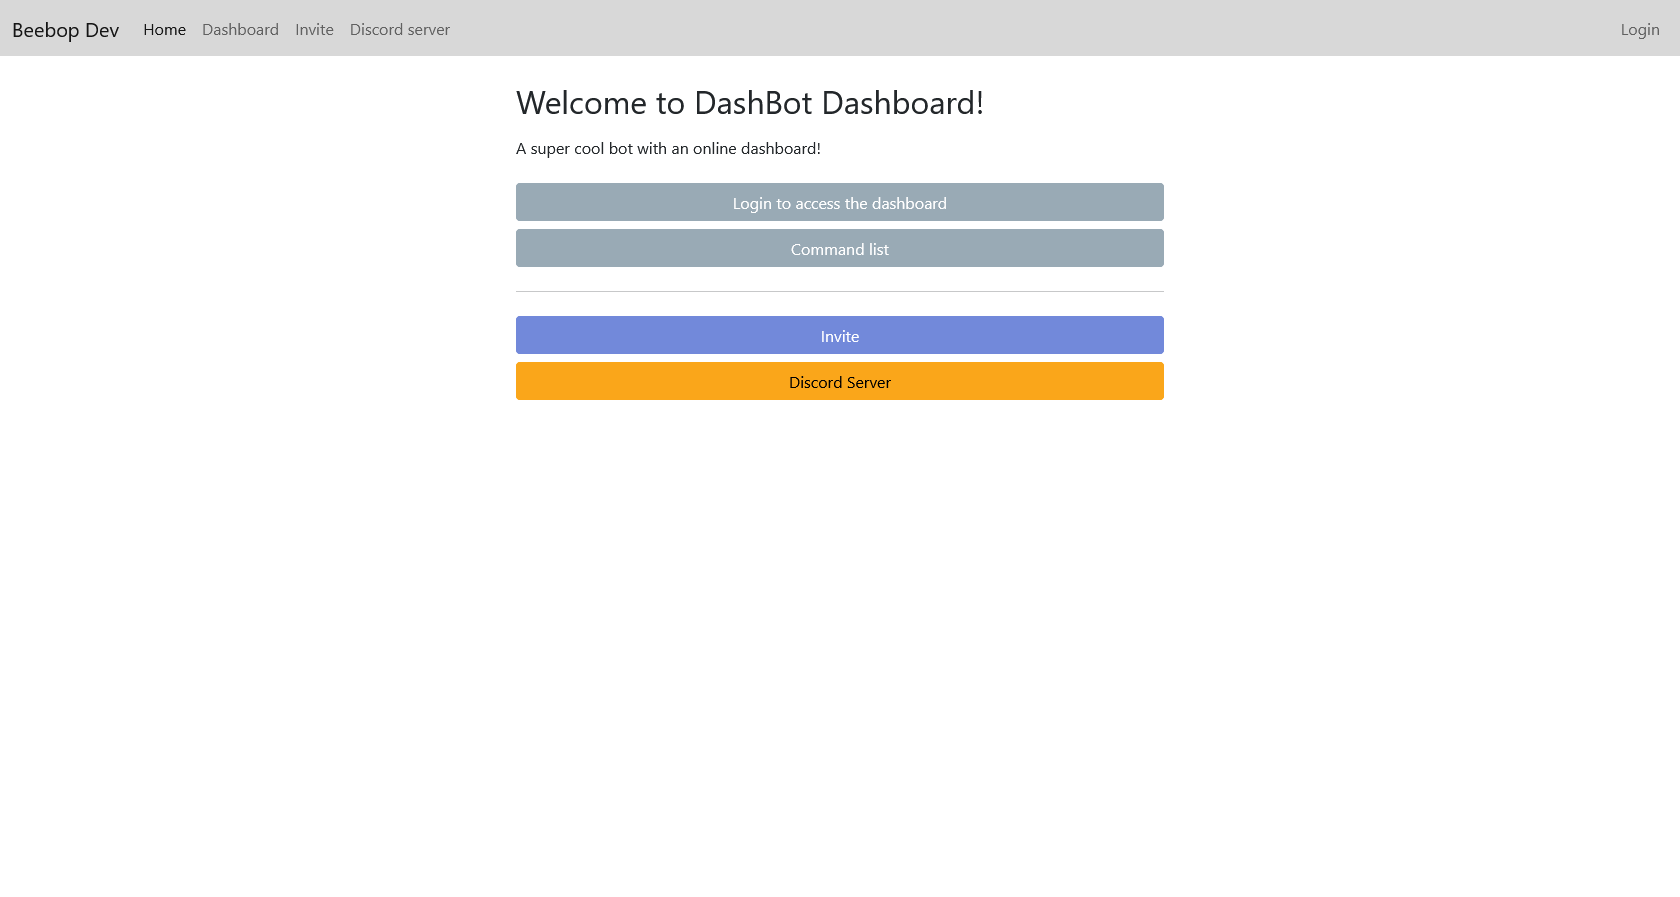 Beebop Dev Home Dashboard Invite Discord server Login
Welcome to DashBot Dashboard!
A super cool bot with an online dashboard!
Login to access the dashboard
Command list
Invite
Discord Server